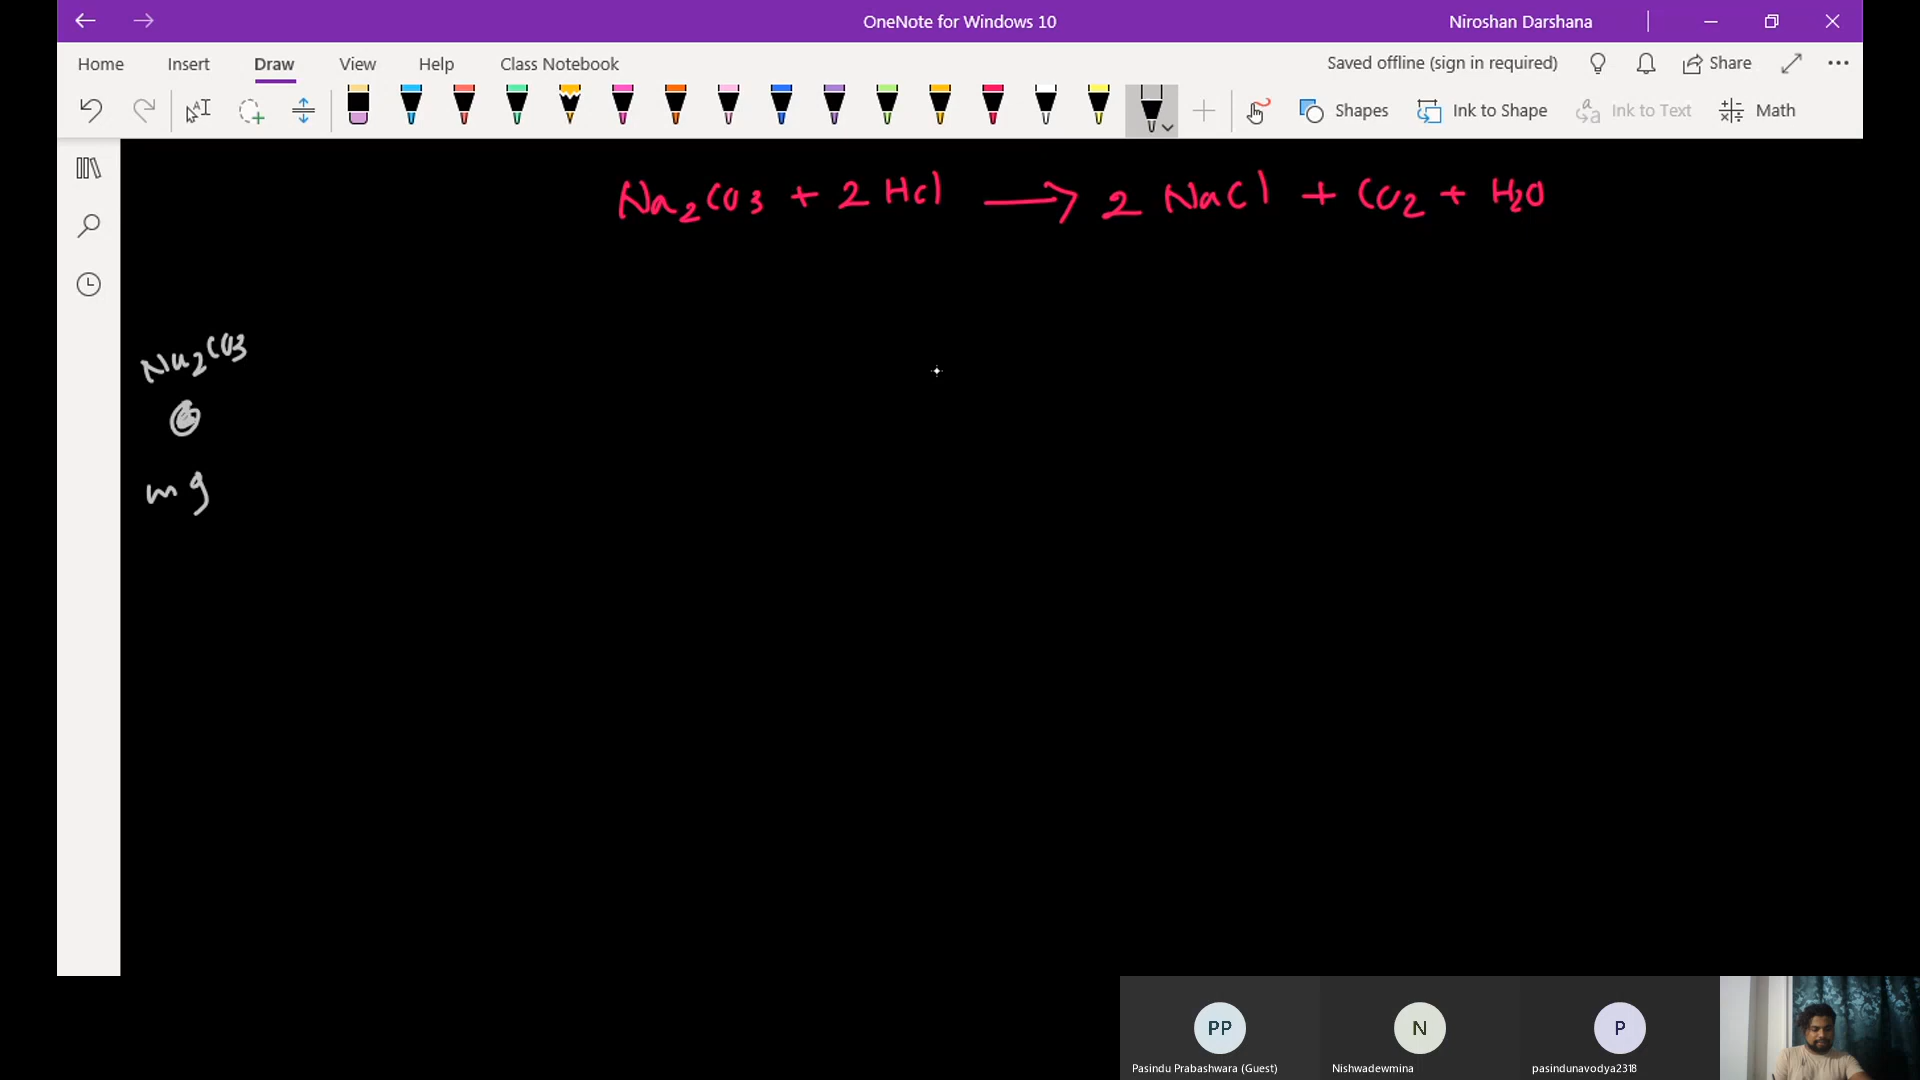 OneNote for Windows 10
Niroshan Darshana
Home Insert Draw View Help Class Notebook
Saved offline (sign in required) Share
Shapes Ink to Shape Ink to Text Math
Na₂CO₃ + 2 HCl ⟶ 2 NaCl + CO₂ + H₂O
Na₂CO₃
m g
PP N P
Pasindu Prabashwara (Guest) Nishwadewmina pasindunavodya2318